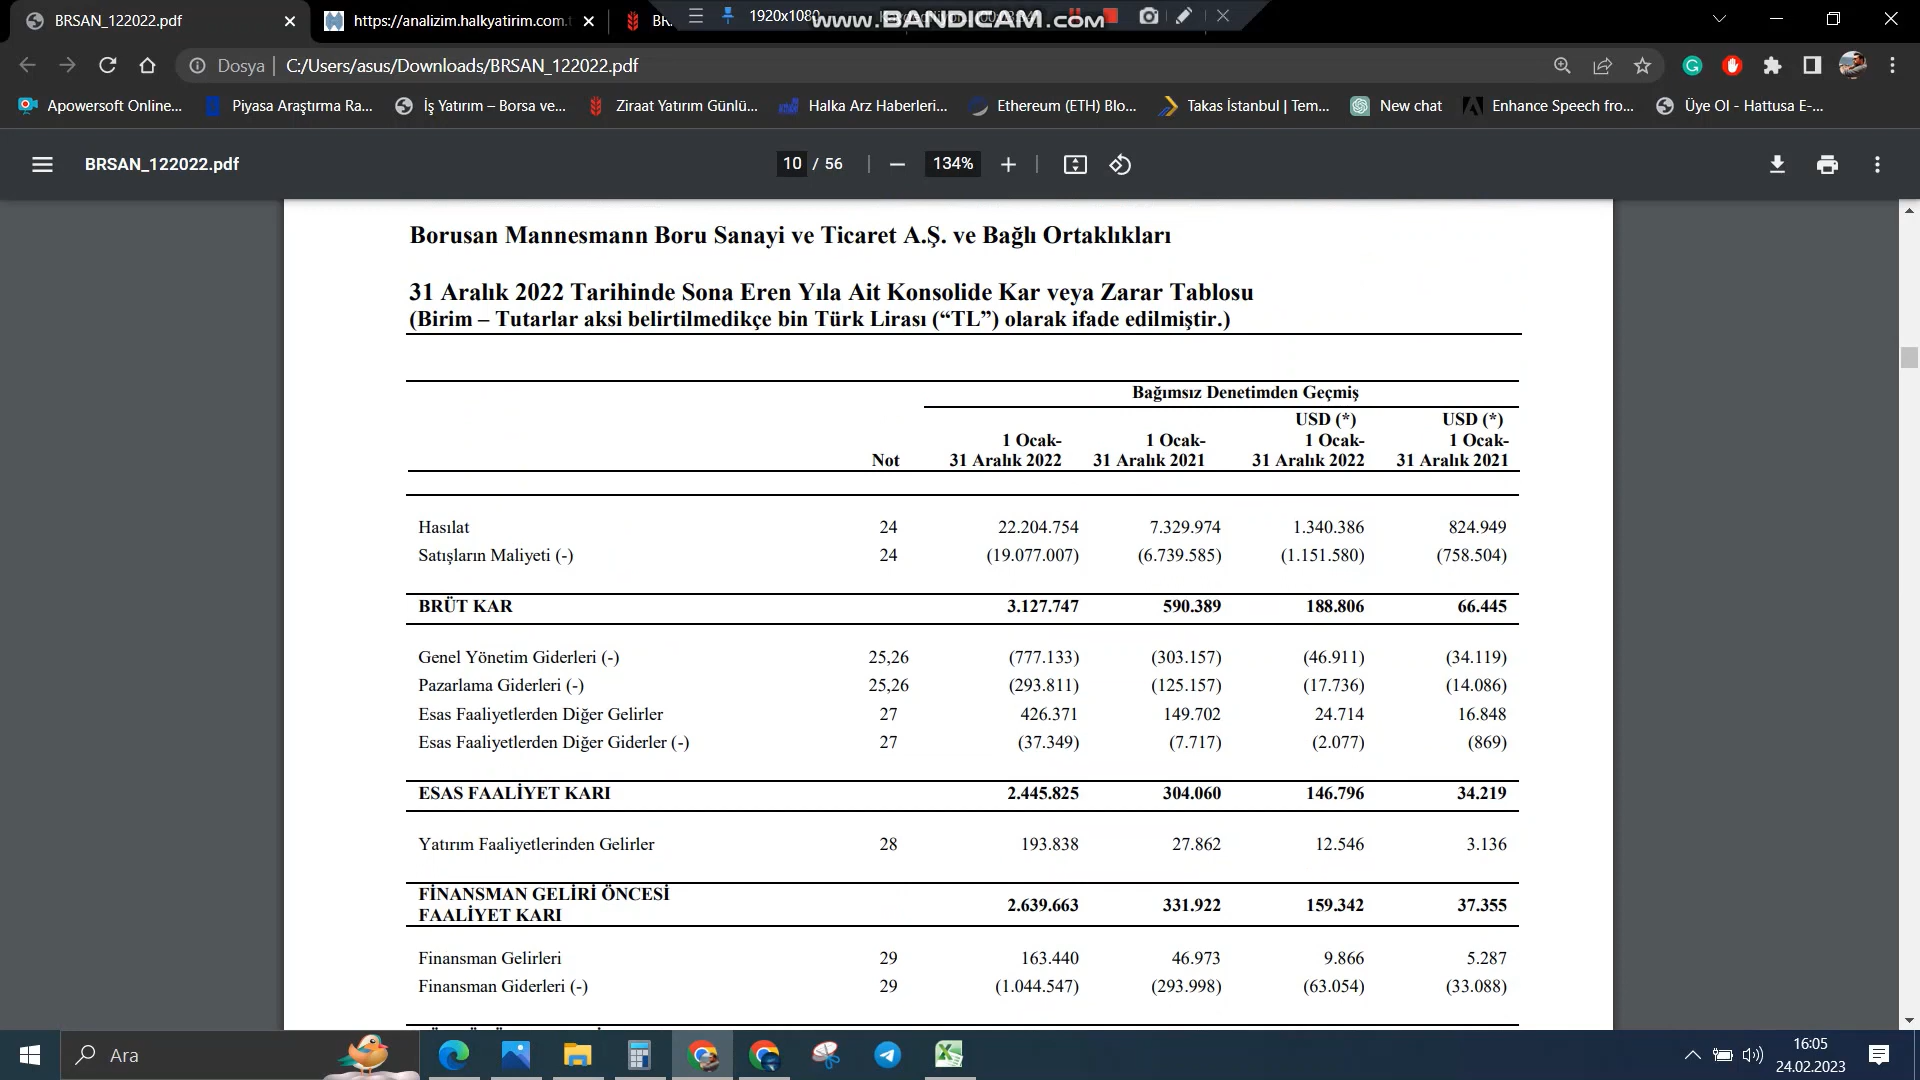 BRSAN_122022.pdf
https://analizim.halkyatirim.com.t
1920x1080
www.BANDICAM.com
Dosya | C:/Users/asus/Downloads/BRSAN_122022.pdf
Apowersoft Online... Piyasa Araştırma Ra... İş Yatırım – Borsa ve... Ziraat Yatırım Günlü... Halka Arz Haberleri... Ethereum (ETH) Blo... Takas İstanbul | Tem... New chat Enhance Speech fro... Üye Ol - Hattusa E-...
BRSAN_122022.pdf 10 / 56 134%
Borusan Mannesmann Boru Sanayi ve Ticaret A.Ş. ve Bağlı Ortaklıkları
31 Aralık 2022 Tarihinde Sona Eren Yıla Ait Konsolide Kar veya Zarar Tablosu
(Birim – Tutarlar aksi belirtilmedikçe bin Türk Lirası (“TL”) olarak ifade edilmiştir.)
Bağımsız Denetimden Geçmiş
USD (*) USD (*)
1 Ocak- 1 Ocak- 1 Ocak- 1 Ocak-
Not 31 Aralık 2022 31 Aralık 2021 31 Aralık 2022 31 Aralık 2021
Hasılat 24 22.204.754 7.329.974 1.340.386 824.949
Satışların Maliyeti (-) 24 (19.077.007) (6.739.585) (1.151.580) (758.504)
BRÜT KAR 3.127.747 590.389 188.806 66.445
Genel Yönetim Giderleri (-) 25,26 (777.133) (303.157) (46.911) (34.119)
Pazarlama Giderleri (-) 25,26 (293.811) (125.157) (17.736) (14.086)
Esas Faaliyetlerden Diğer Gelirler 27 426.371 149.702 24.714 16.848
Esas Faaliyetlerden Diğer Giderler (-) 27 (37.349) (7.717) (2.077) (869)
ESAS FAALİYET KARI 2.445.825 304.060 146.796 34.219
Yatırım Faaliyetlerinden Gelirler 28 193.838 27.862 12.546 3.136
FİNANSMAN GELİRİ ÖNCESİ
FAALİYET KARI 2.639.663 331.922 159.342 37.355
Finansman Gelirleri 29 163.440 46.973 9.866 5.287
Finansman Giderleri (-) 29 (1.044.547) (293.998) (63.054) (33.088)
Ara
16:05
24.02.2023